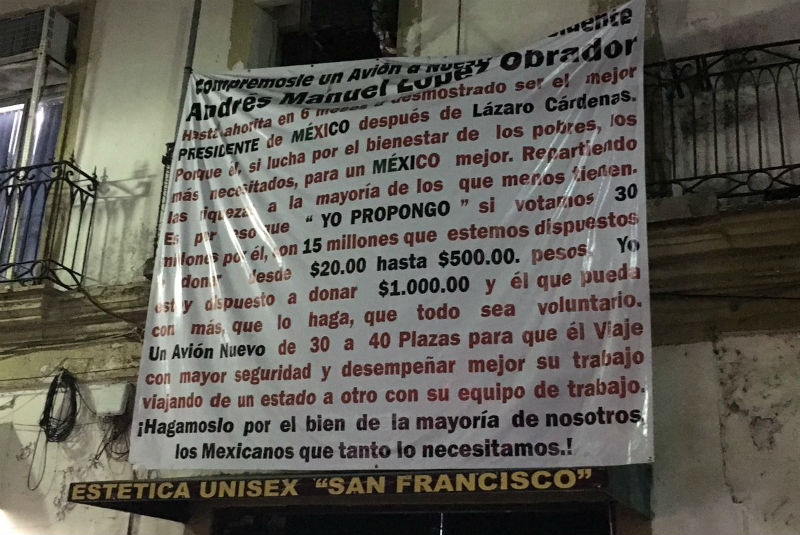 compremosle un Avión a Nuestro Presidente
Andrés Manuel López Obrador
Hasta ahorita en 6 meses a desmostrado ser el mejor
PRESIDENTE de MÉXICO después de Lázaro Cárdenas.
Porque él, si lucha por el bienestar de los pobres, los
más necesitados, para un MÉXICO mejor. Repartiendo
las riquezas a la mayoría de los que menos tienen.
Es por eso que “ YO PROPONGO ” si votamos 30
millones por él, con 15 millones que estemos dispuestos
a donar desde $20.00 hasta $500.00. pesos. Yo
estoy dispuesto a donar $1.000.00 y él que pueda
con más, que lo haga, que todo sea voluntario.
Un Avión Nuevo de 30 a 40 Plazas para que él Viaje
con mayor seguridad y desempeñar mejor su trabajo
viajando de un estado a otro con su equipo de trabajo.
¡Hagamoslo por el bien de la mayoría de nosotros
los Mexicanos que tanto lo necesitamos.!
ESTETICA UNISEX “SAN FRANCISCO”